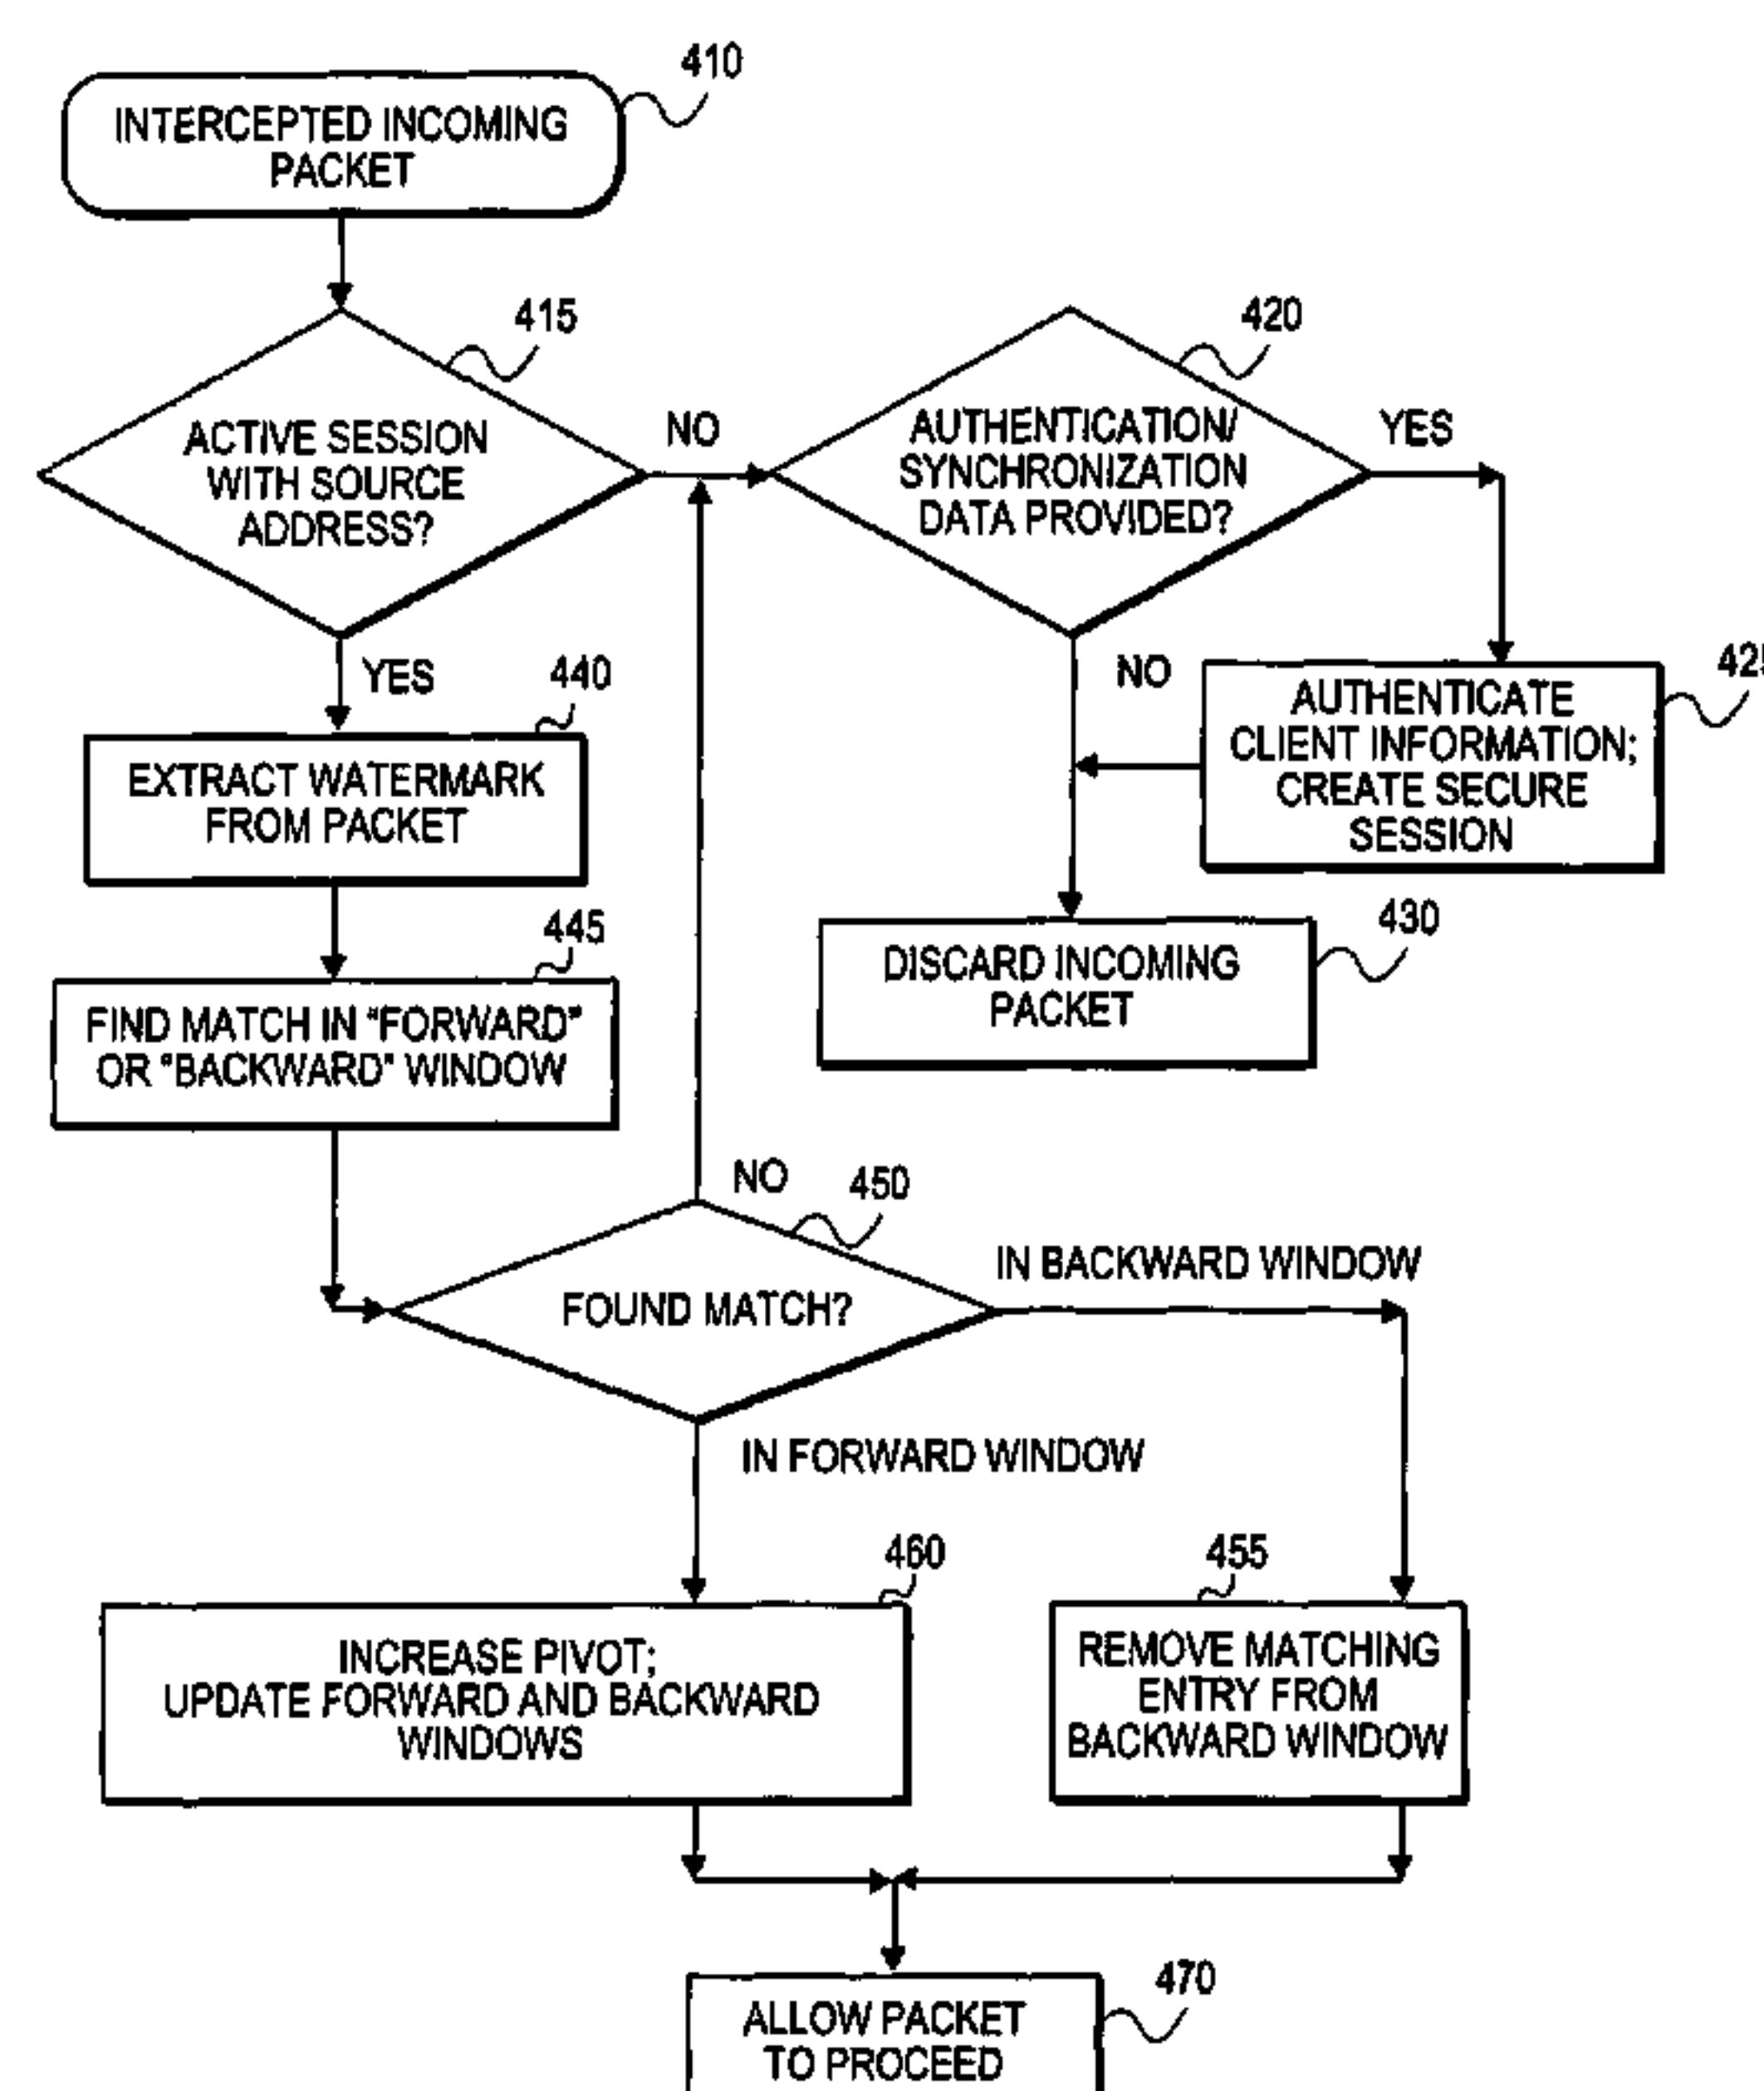 410
INTERCEPTED INCOMING
PACKET
415
ACTIVE SESSION
WITH SOURCE
ADDRESS?
NO
420
AUTHENTICATION/
SYNCHRONIZATION
DATA PROVIDED?
YES
NO
AUTHENTICATE
CLIENT INFORMATION;
CREATE SECURE
SESSION
YES
440
EXTRACT WATERMARK
FROM PACKET
430
DISCARD INCOMING
PACKET
445
FIND MATCH IN "FORWARD"
OR "BACKWARD" WINDOW
NO
450
FOUND MATCH?
IN BACKWARD WINDOW
IN FORWARD WINDOW
460
INCREASE PIVOT;
UPDATE FORWARD AND BACKWARD
WINDOWS
455
REMOVE MATCHING
ENTRY FROM
BACKWARD WINDOW
470
ALLOW PACKET
TO PROCEED